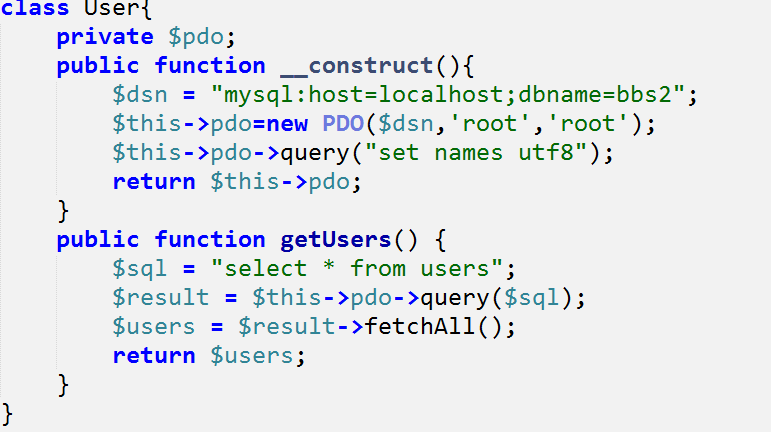 class User{
    private $pdo;
    public function __construct(){
        $dsn = "mysql:host=localhost;dbname=bbs2";
        $this->pdo=new PDO($dsn,'root','root');
        $this->pdo->query("set names utf8");
        return $this->pdo;
    }
    public function getUsers() {
        $sql = "select * from users";
        $result = $this->pdo->query($sql);
        $users = $result->fetchAll();
        return $users;
    }
}